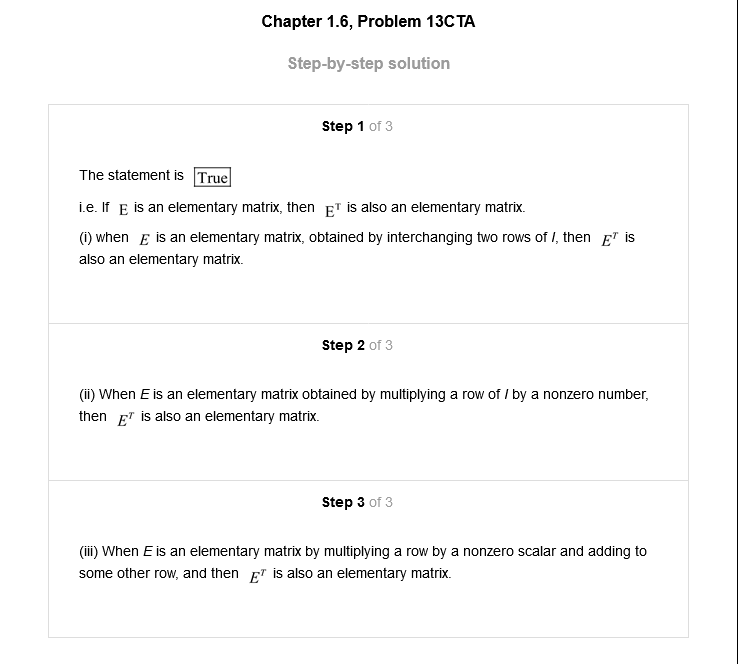 Chapter 1.6, Problem 13CTA
Step-by-step solution
Step 1 of 3
The statement is True
i.e. If E is an elementary matrix, then Eᵀ is also an elementary matrix.
(i) when E is an elementary matrix, obtained by interchanging two rows of I, then Eᵀ is
also an elementary matrix.
Step 2 of 3
(ii) When E is an elementary matrix obtained by multiplying a row of I by a nonzero number,
then Eᵀ is also an elementary matrix.
Step 3 of 3
(iii) When E is an elementary matrix by multiplying a row by a nonzero scalar and adding to
some other row, and then Eᵀ is also an elementary matrix.